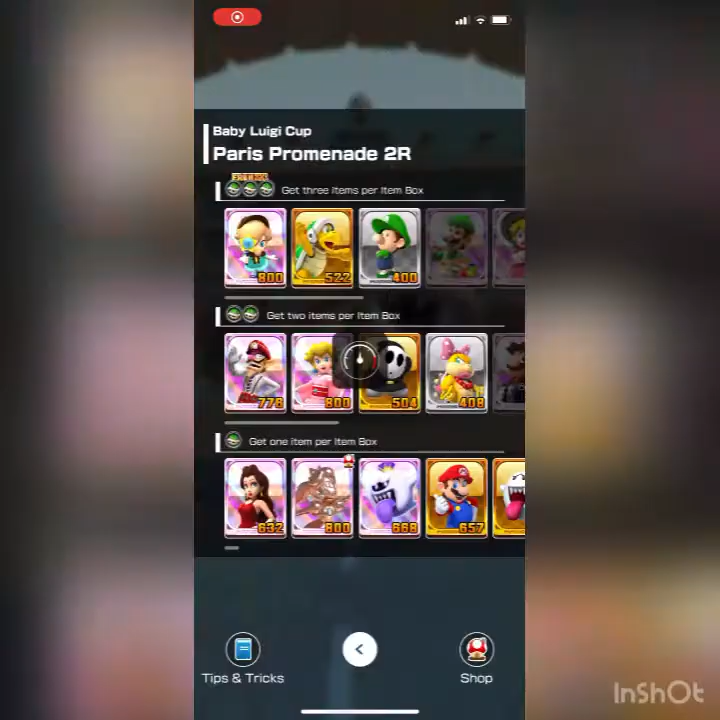 Baby Luigi Cup
Paris Promenade 2R
Get three items per Item Box
800
522
400
Get two items per Item Box
778
800
504
408
Get one item per Item Box
632
800
668
657
Tips & Tricks
Shop
InShOt